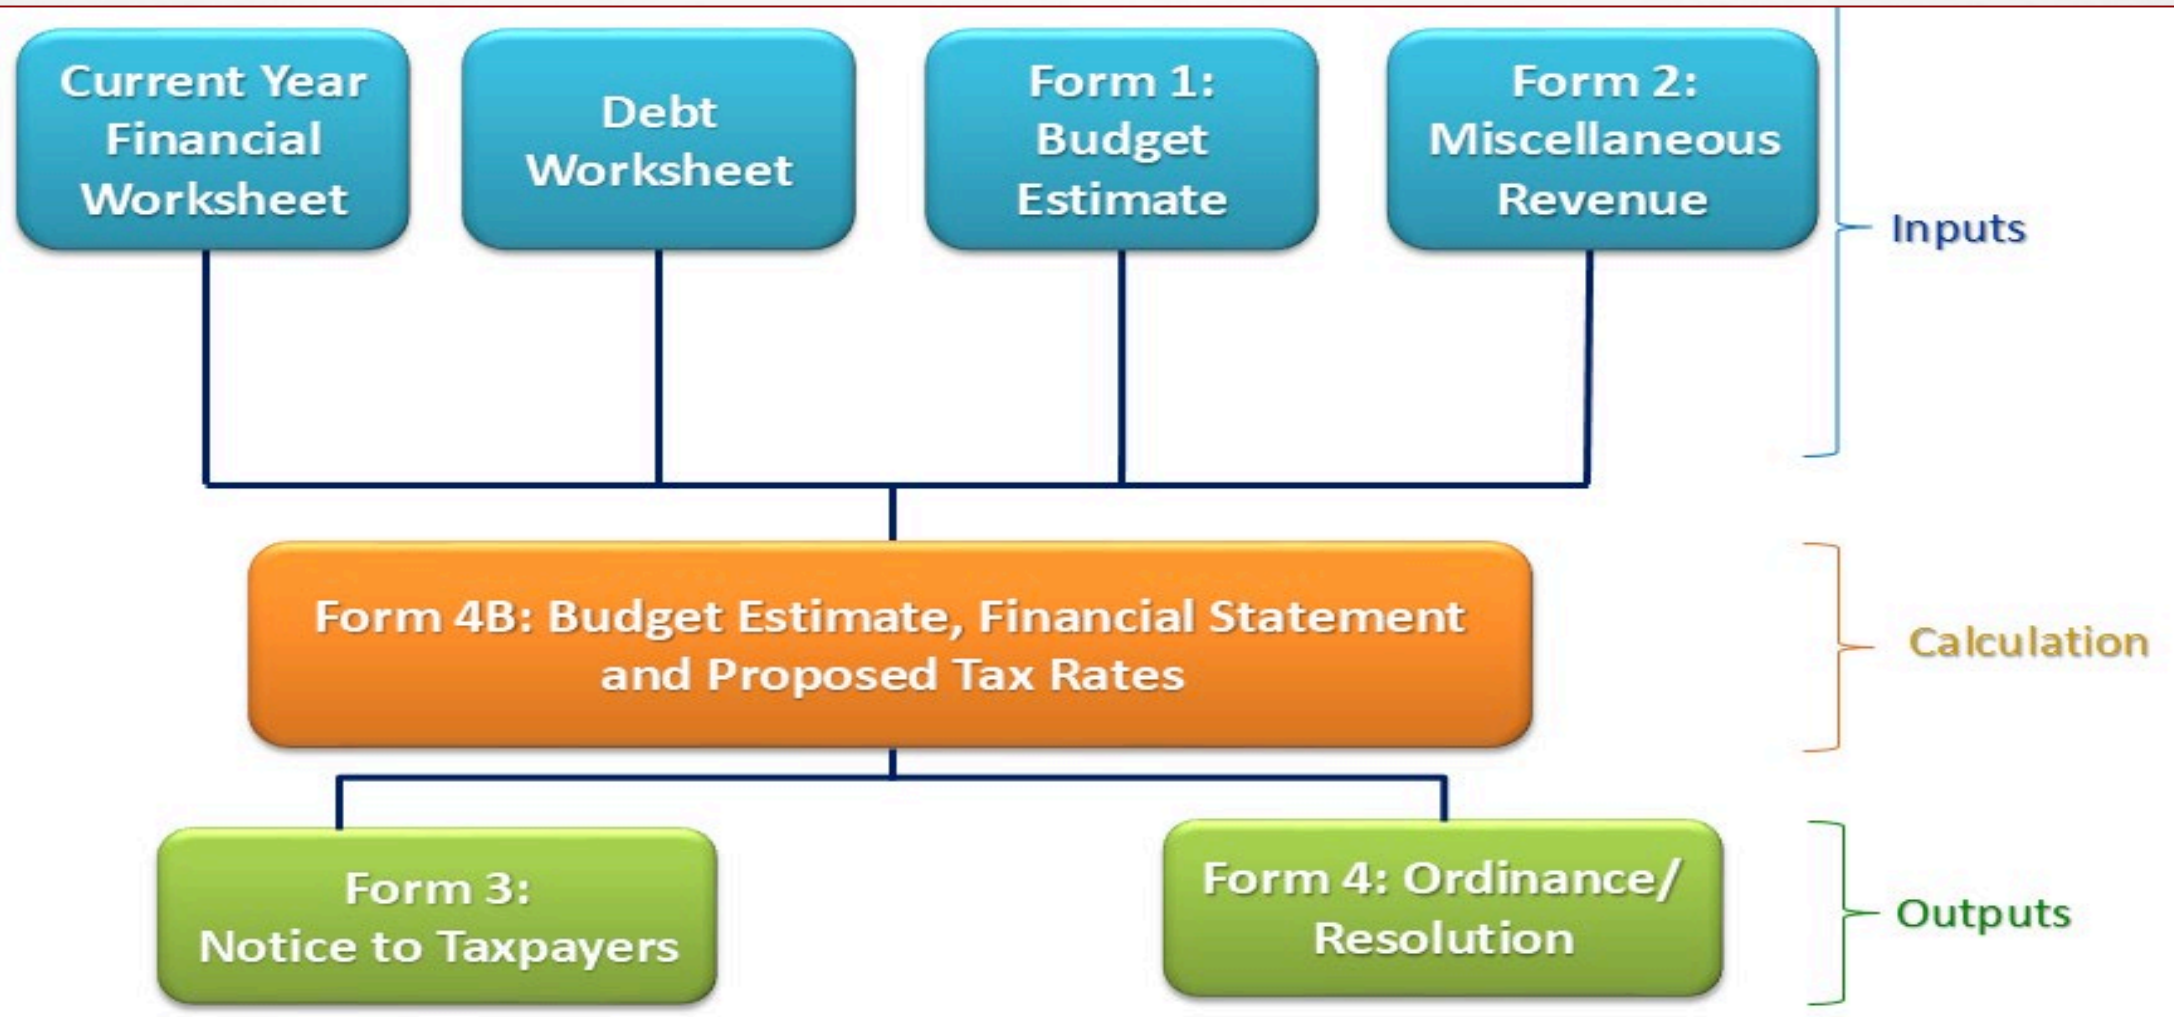 Current Year
Financial
Worksheet
Debt
Worksheet
Form 1:
Budget
Estimate
Form 2:
Miscellaneous
Revenue
Inputs
Form 4B: Budget Estimate, Financial Statement
and Proposed Tax Rates
Calculation
Form 3:
Notice to Taxpayers
Form 4: Ordinance/
Resolution
Outputs